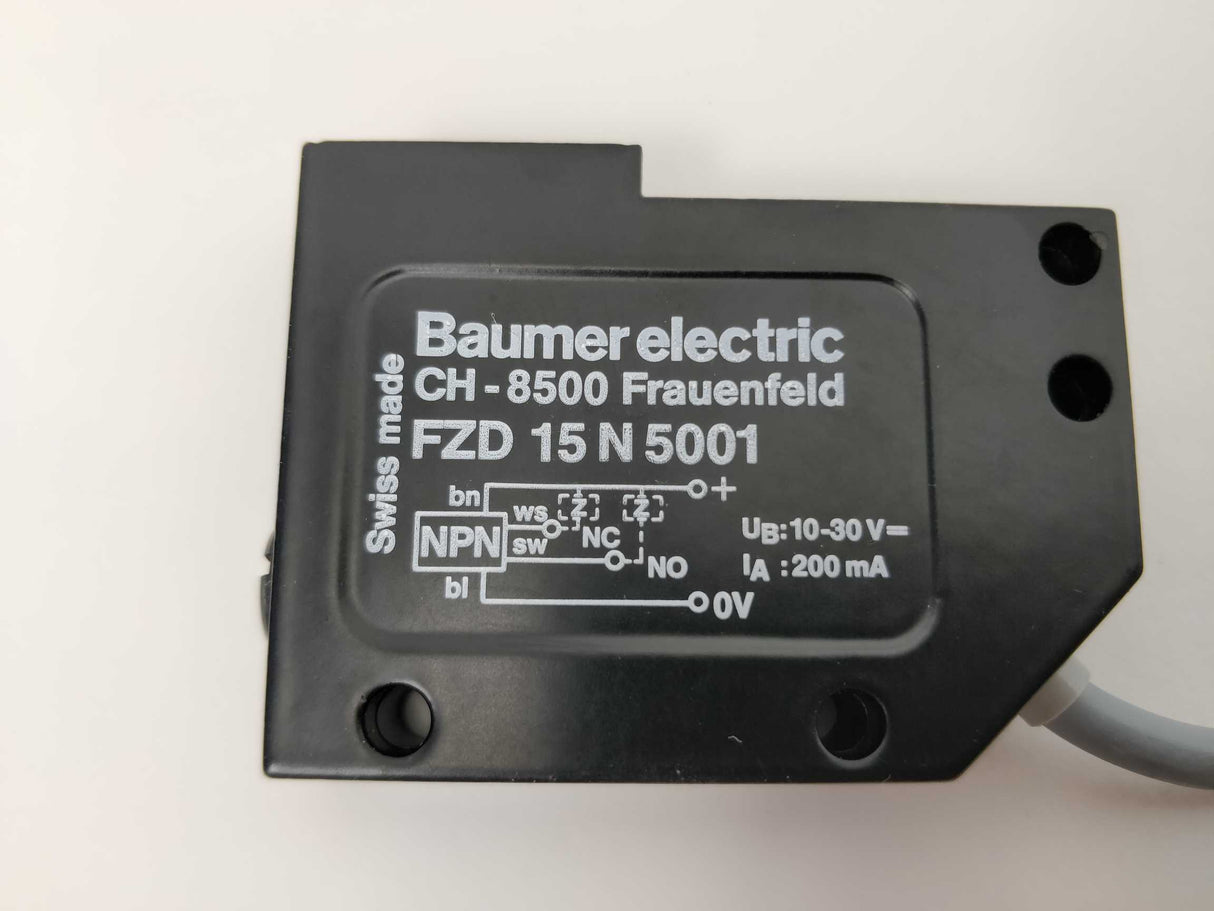 Baumer electric
CH-8500 Frauenfeld
FZD 15 N 5001
Swiss made
bn
+
ws
Z
Z
NPN
NC
sw
NO
bl
0V
UB: 10-30 V⎓
IA : 200 mA